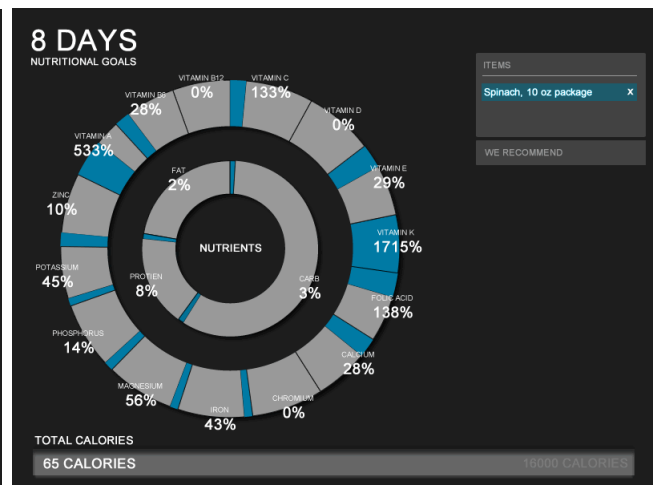 8 DAYS
NUTRITIONAL GOALS
ITEMS
Spinach, 10 oz package x
WE RECOMMEND
VITAMIN B12
0%
VITAMIN C
133%
VITAMIN D
0%
VITAMIN E
29%
VITAMIN K
1715%
FOLIC ACID
138%
CALCIUM
28%
CHROMIUM
0%
IRON
43%
MAGNESIUM
56%
PHOSPHORUS
14%
POTASSIUM
45%
ZINC
10%
VITAMIN A
533%
VITAMIN B6
28%
FAT
2%
NUTRIENTS
PROTIEN
8%
CARB
3%
TOTAL CALORIES
65 CALORIES
16000 CALORIES